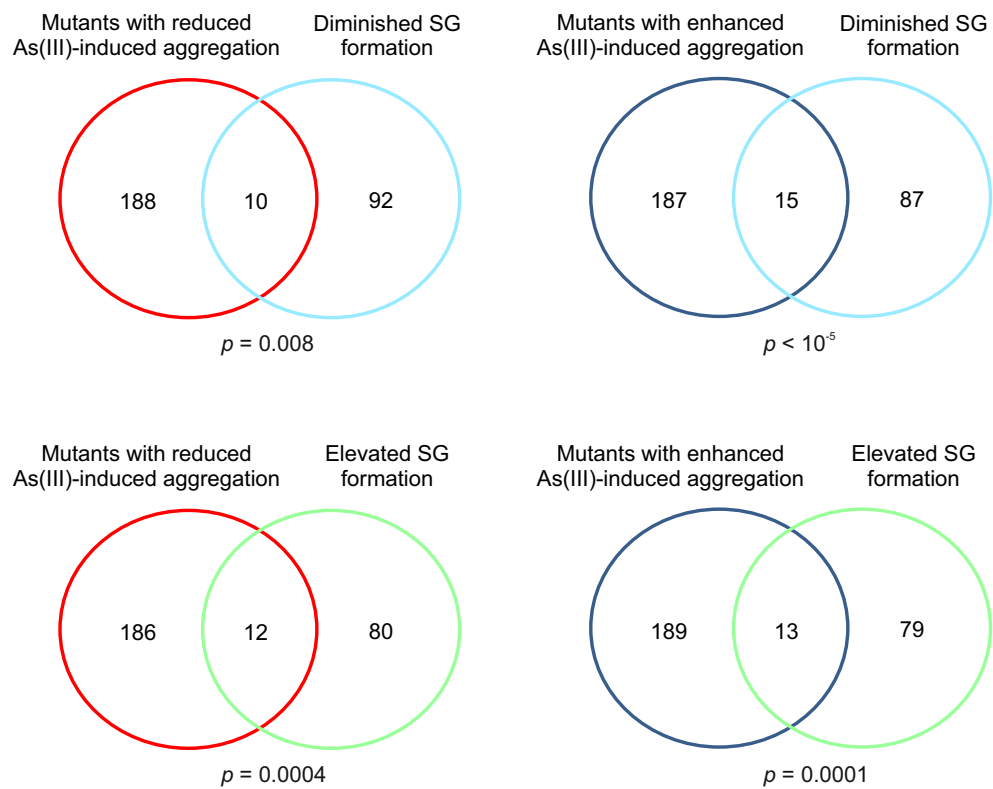 Mutants with reduced
As(III)-induced aggregation
Diminished SG
formation
188
10
92
p = 0.008
Mutants with enhanced
As(III)-induced aggregation
Diminished SG
formation
187
15
87
p < 10⁻⁵
Mutants with reduced
As(III)-induced aggregation
Elevated SG
formation
186
12
80
p = 0.0004
Mutants with enhanced
As(III)-induced aggregation
Elevated SG
formation
189
13
79
p = 0.0001